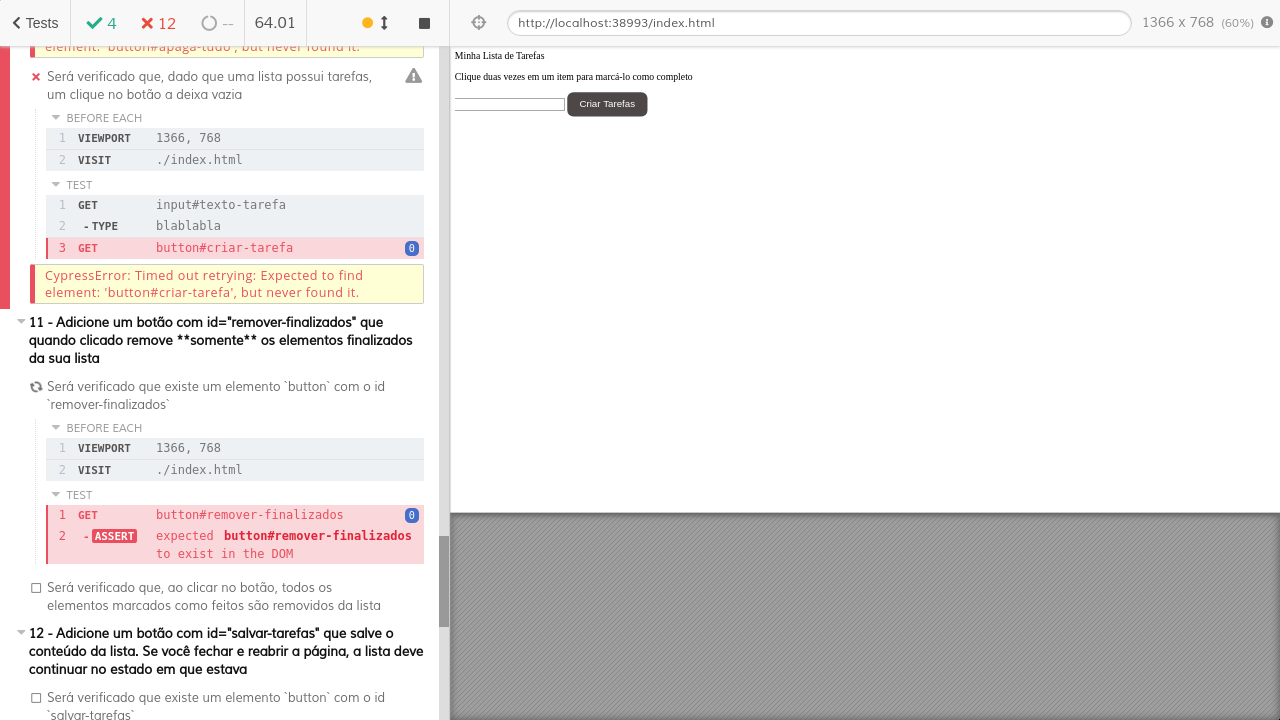 Tests
4
12
--
64.01
http://localhost:38993/index.html
1366 x 768 (60%)
element: 'button#apaga-tudo', but never found it.
Será verificado que, dado que uma lista possui tarefas,
um clique no botão a deixa vazia
BEFORE EACH
1 VIEWPORT 1366, 768
2 VISIT ./index.html
TEST
1 GET input#texto-tarefa
2 - TYPE blablabla
3 GET button#criar-tarefa 0
CypressError: Timed out retrying: Expected to find
element: 'button#criar-tarefa', but never found it.
11 - Adicione um botão com id="remover-finalizados" que
quando clicado remove **somente** os elementos finalizados
da sua lista
Será verificado que existe um elemento `button` com o id
`remover-finalizados`
BEFORE EACH
1 VIEWPORT 1366, 768
2 VISIT ./index.html
TEST
1 GET button#remover-finalizados 0
2 - ASSERT expected button#remover-finalizados
to exist in the DOM
Será verificado que, ao clicar no botão, todos os
elementos marcados como feitos são removidos da lista
12 - Adicione um botão com id="salvar-tarefas" que salve o
conteúdo da lista. Se você fechar e reabrir a página, a lista deve
continuar no estado em que estava
Será verificado que existe um elemento `button` com o id
`salvar-tarefas`
Minha Lista de Tarefas
Clique duas vezes em um item para marcá-lo como completo
Criar Tarefas